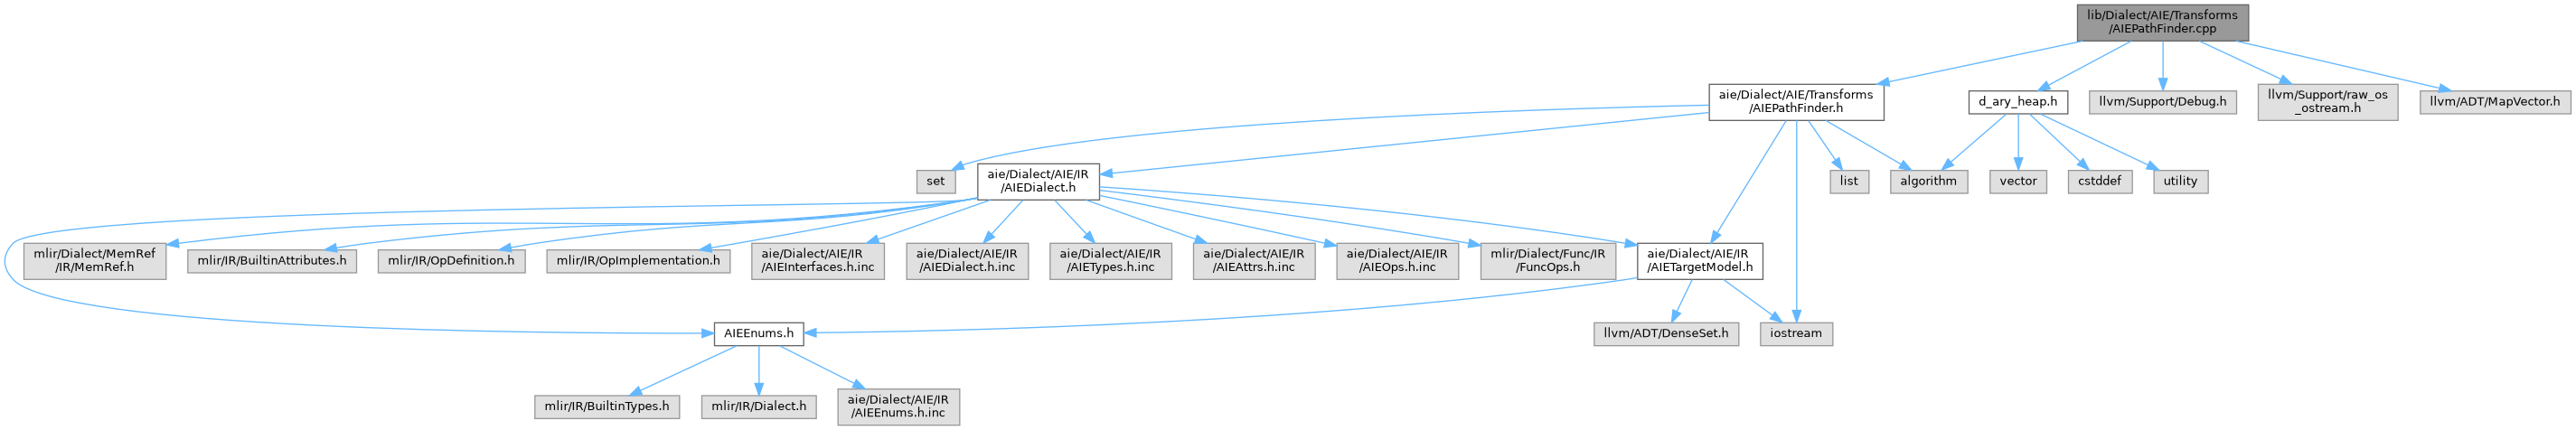 lib/Dialect/AIE/Transforms
/AIEPathFinder.cpp
aie/Dialect/AIE/Transforms
/AIEPathFinder.h
d_ary_heap.h
llvm/Support/Debug.h
llvm/Support/raw_os
_ostream.h
llvm/ADT/MapVector.h
set
aie/Dialect/AIE/IR
/AIEDialect.h
list
algorithm
vector
cstddef
utility
mlir/Dialect/MemRef
/IR/MemRef.h
mlir/IR/BuiltinAttributes.h
mlir/IR/OpDefinition.h
mlir/IR/OpImplementation.h
aie/Dialect/AIE/IR
/AIEInterfaces.h.inc
aie/Dialect/AIE/IR
/AIEDialect.h.inc
aie/Dialect/AIE/IR
/AIETypes.h.inc
aie/Dialect/AIE/IR
/AIEAttrs.h.inc
aie/Dialect/AIE/IR
/AIEOps.h.inc
mlir/Dialect/Func/IR
/FuncOps.h
aie/Dialect/AIE/IR
/AIETargetModel.h
AIEEnums.h
llvm/ADT/DenseSet.h
iostream
mlir/IR/BuiltinTypes.h
mlir/IR/Dialect.h
aie/Dialect/AIE/IR
/AIEEnums.h.inc